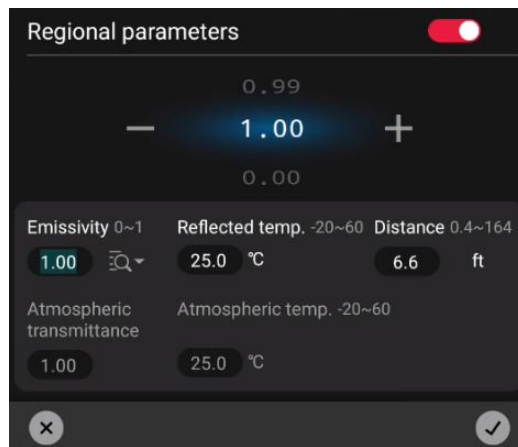 Regional parameters
0.99
− 1.00 +
0.00
Emissivity 0~1 Reflected temp. -20~60 Distance 0.4~164
1.00 25.0 ℃ 6.6 ft
Atmospheric transmittance Atmospheric temp. -20~60
1.00 25.0 ℃